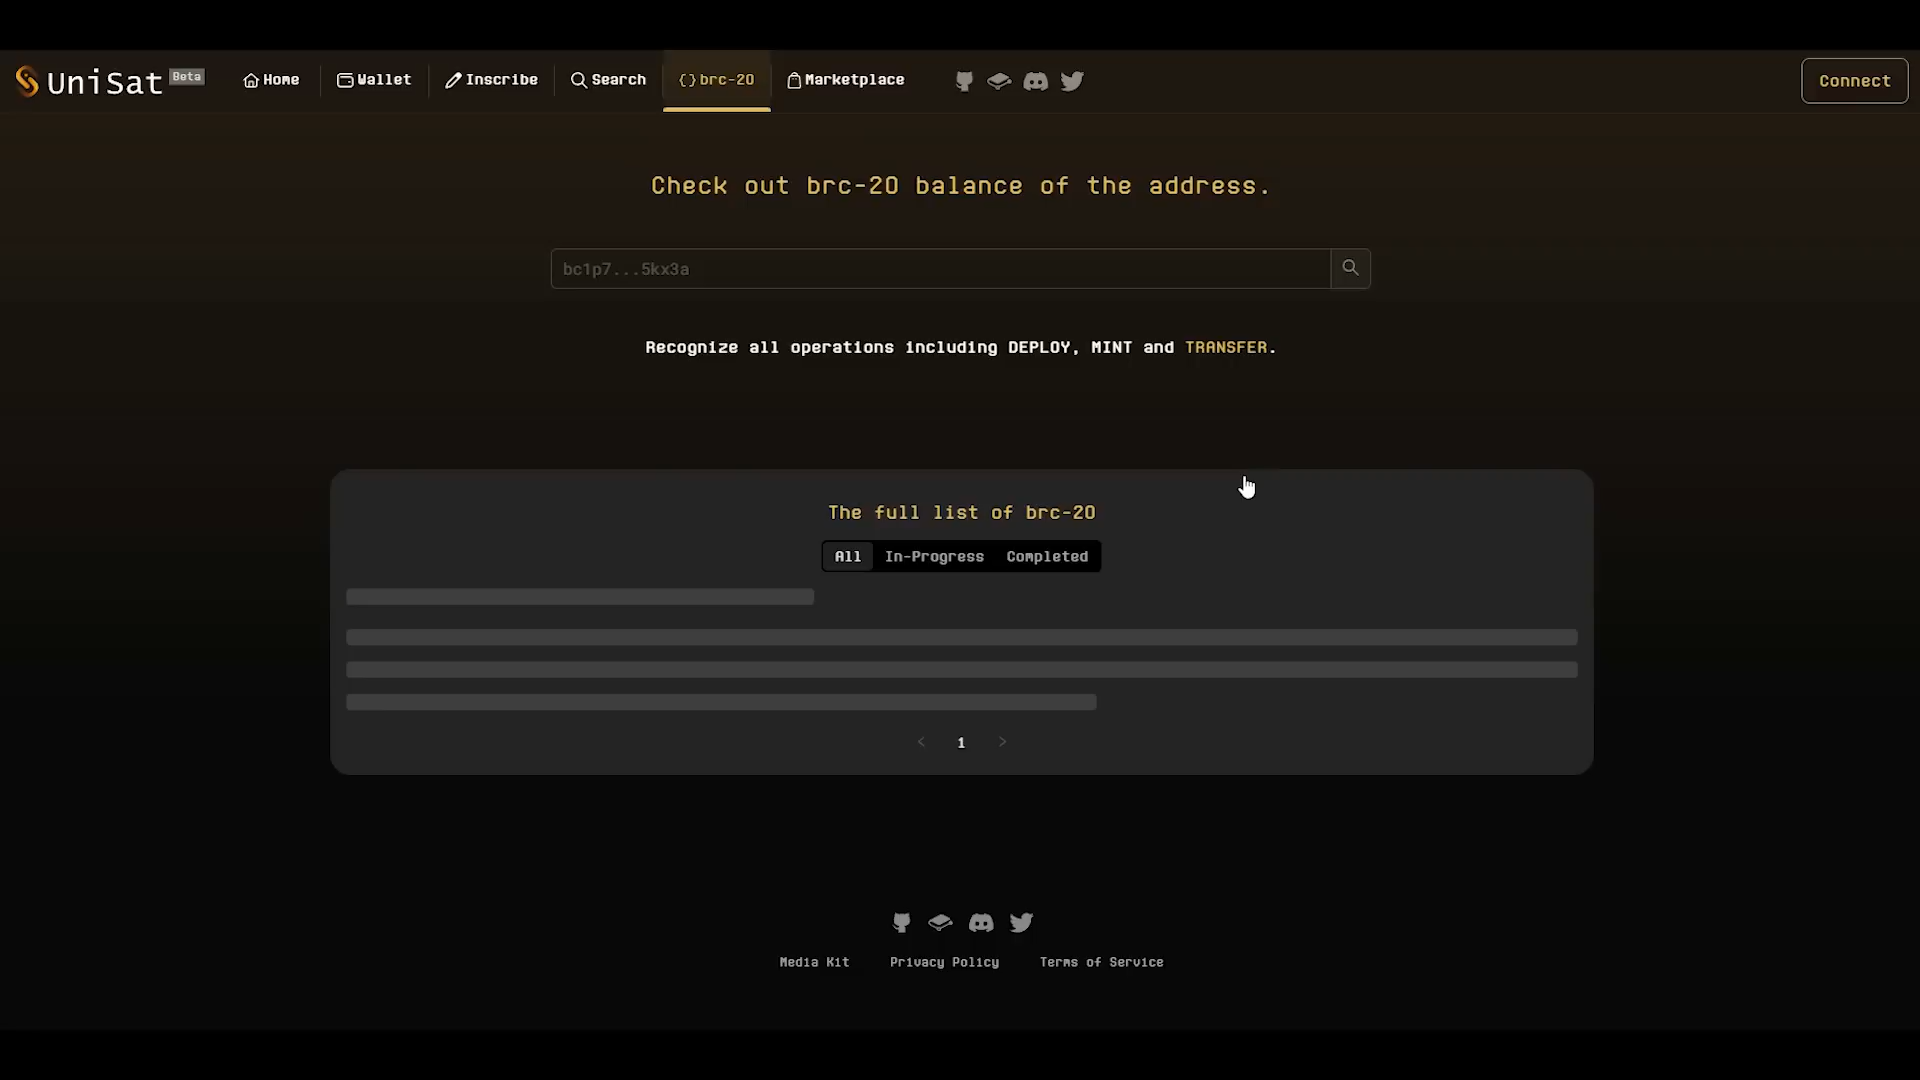 UniSat Beta Home Wallet Inscribe Search {}brc-20 Marketplace Connect
Check out brc-20 balance of the address.
bc1p7...5kx3a
Recognize all operations including DEPLOY, MINT and TRANSFER.
The full list of brc-20
All In-Progress Completed
< 1 >
Media Kit Privacy Policy Terms of Service